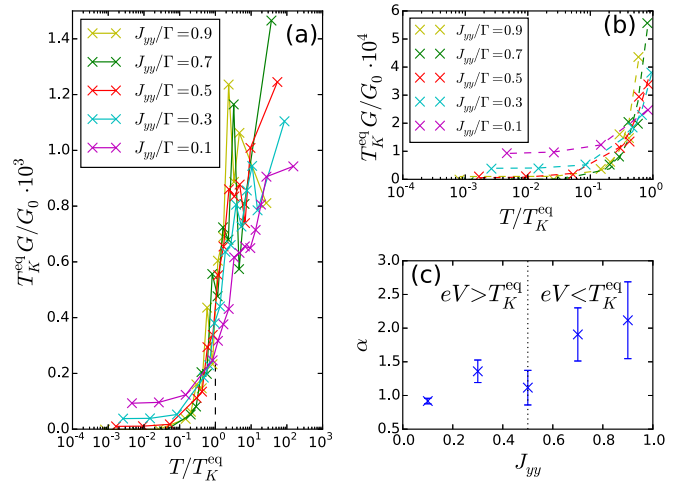 (a)
J_yy/Γ=0.9
J_yy/Γ=0.7
J_yy/Γ=0.5
J_yy/Γ=0.3
J_yy/Γ=0.1
T_K^eq G/G_0 · 10^3
1.4
1.2
1.0
0.8
0.6
0.4
0.2
0.0
10^-4 10^-3 10^-2 10^-1 10^0 10^1 10^2 10^3
T/T_K^eq
(b)
J_yy/Γ=0.9
J_yy/Γ=0.7
J_yy/Γ=0.5
J_yy/Γ=0.3
J_yy/Γ=0.1
T_K^eq G/G_0 · 10^4
6
5
4
3
2
1
0
10^-4 10^-3 10^-2 10^-1 10^0
T/T_K^eq
(c)
eV>T_K^eq eV<T_K^eq
α
3.0
2.5
2.0
1.5
1.0
0.5
0.0 0.2 0.4 0.6 0.8 1.0
J_yy